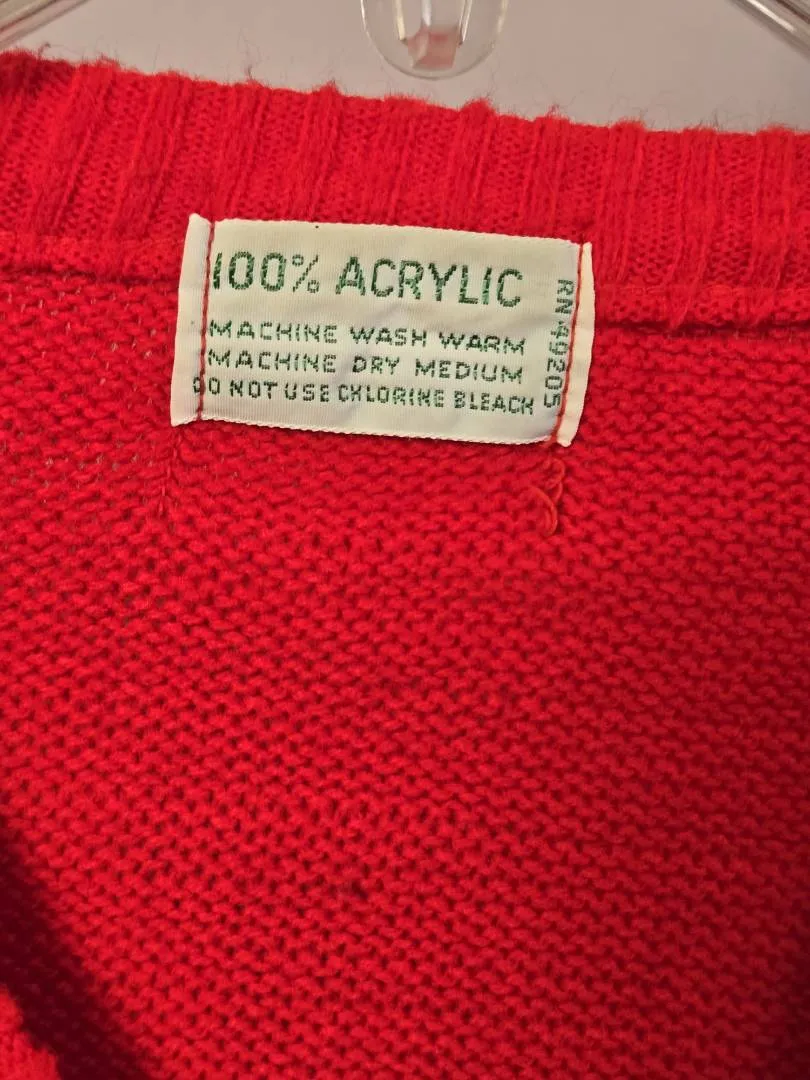 100% ACRYLIC
MACHINE WASH WARM
MACHINE DRY MEDIUM
DO NOT USE CHLORINE BLEACH
RN 49205